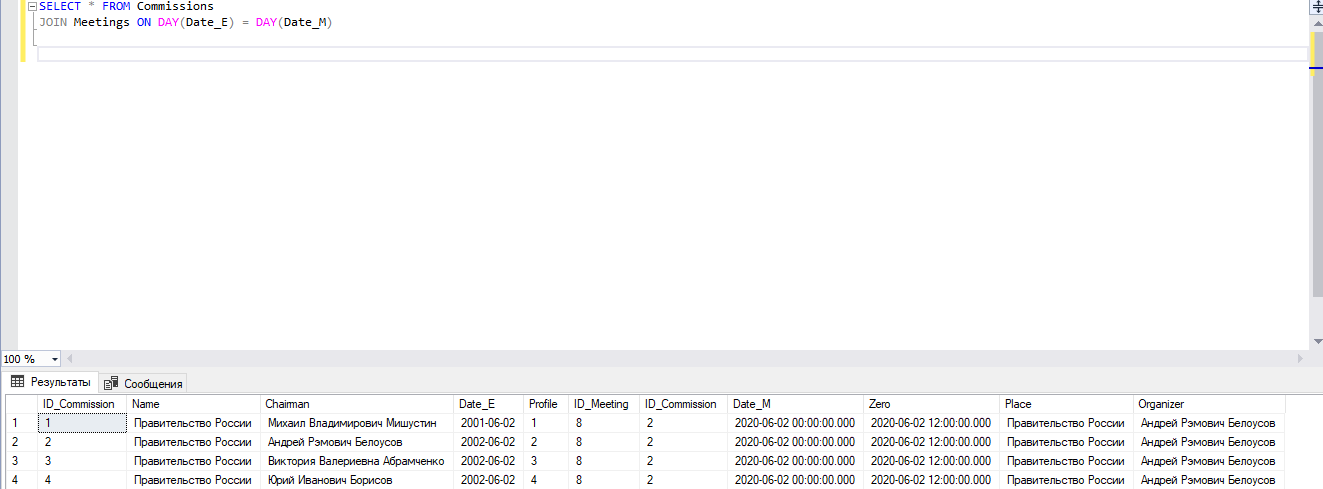 SELECT * FROM Commissions
JOIN Meetings ON DAY(Date_E) = DAY(Date_M)
100 %
Результаты Сообщения
ID_Commission Name Chairman Date_E Profile ID_Meeting ID_Commission Date_M Zero Place Organizer
1 1 Правительство России Михаил Владимирович Мишустин 2001-06-02 1 8 2 2020-06-02 00:00:00.000 2020-06-02 12:00:00.000 Правительство России Андрей Рэмович Белоусов
2 2 Правительство России Андрей Рэмович Белоусов 2002-06-02 2 8 2 2020-06-02 00:00:00.000 2020-06-02 12:00:00.000 Правительство России Андрей Рэмович Белоусов
3 3 Правительство России Виктория Валериевна Абрамченко 2002-06-02 3 8 2 2020-06-02 00:00:00.000 2020-06-02 12:00:00.000 Правительство России Андрей Рэмович Белоусов
4 4 Правительство России Юрий Иванович Борисов 2002-06-02 4 8 2 2020-06-02 00:00:00.000 2020-06-02 12:00:00.000 Правительство России Андрей Рэмович Белоусов